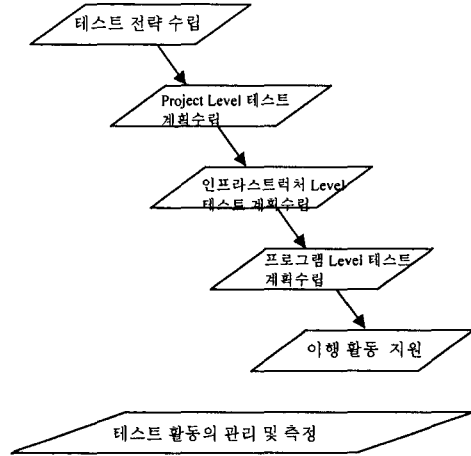 테스트 전략 수립
Project Level 테스트
계획수립
인프라스트럭처 Level
테스트 계획수립
프로그램 Level 테스트
계획수립
이행 활동 지원
테스트 활동의 관리 및 측정